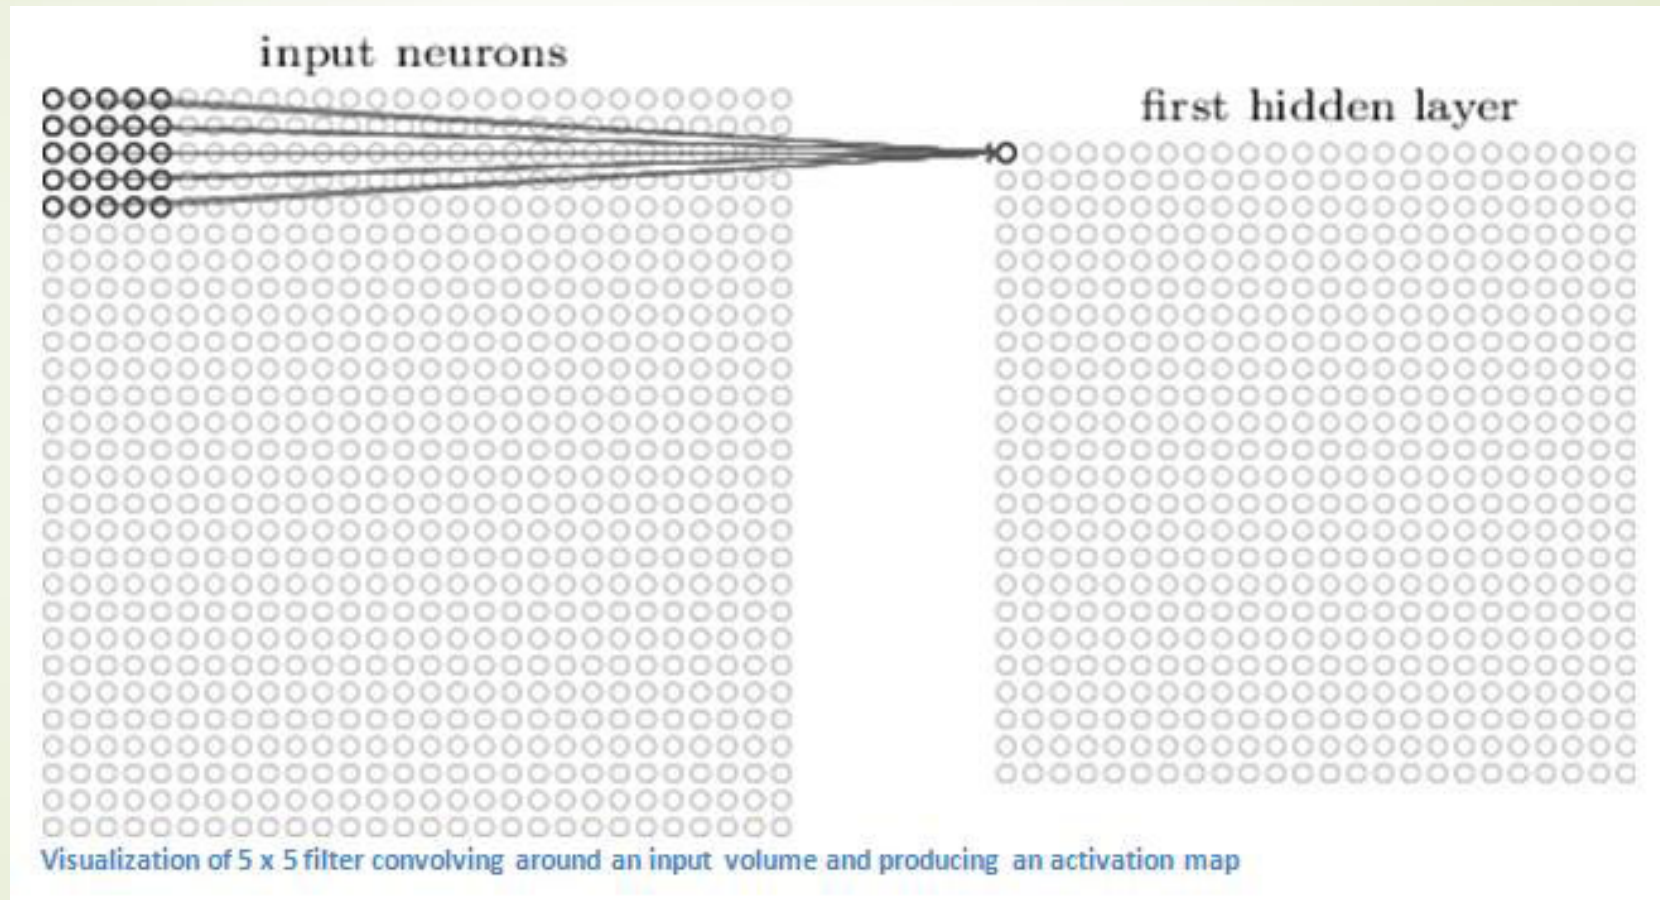 input neurons
first hidden layer
Visualization of 5 x 5 filter convolving around an input volume and producing an activation map